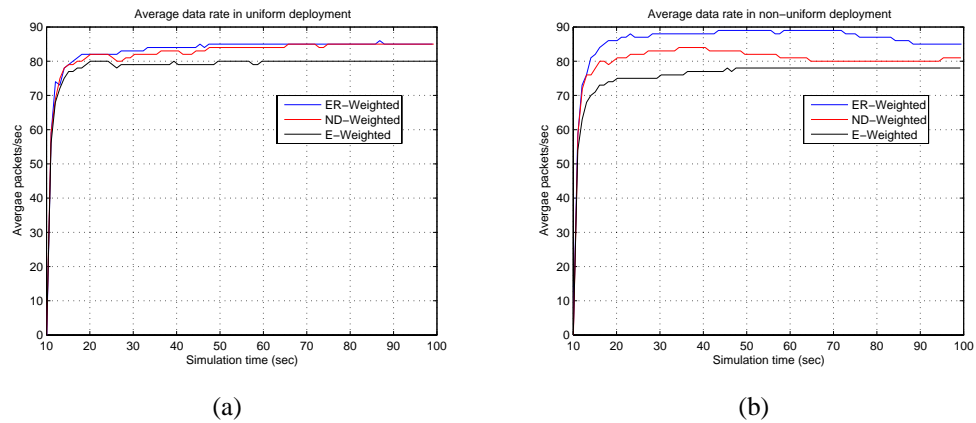 Average data rate in uniform deployment
90
80
70
60
50
40
30
20
10
0
Avergae packets/sec
ER−Weighted
ND−Weighted
E−Weighted
10 20 30 40 50 60 70 80 90 100
Simulation time (sec)
(a)
Average data rate in non−uniform deployment
90
80
70
60
50
40
30
20
10
0
Avergae packets/sec
ER−Weighted
ND−Weighted
E−Weighted
10 20 30 40 50 60 70 80 90 100
Simulation time (sec)
(b)